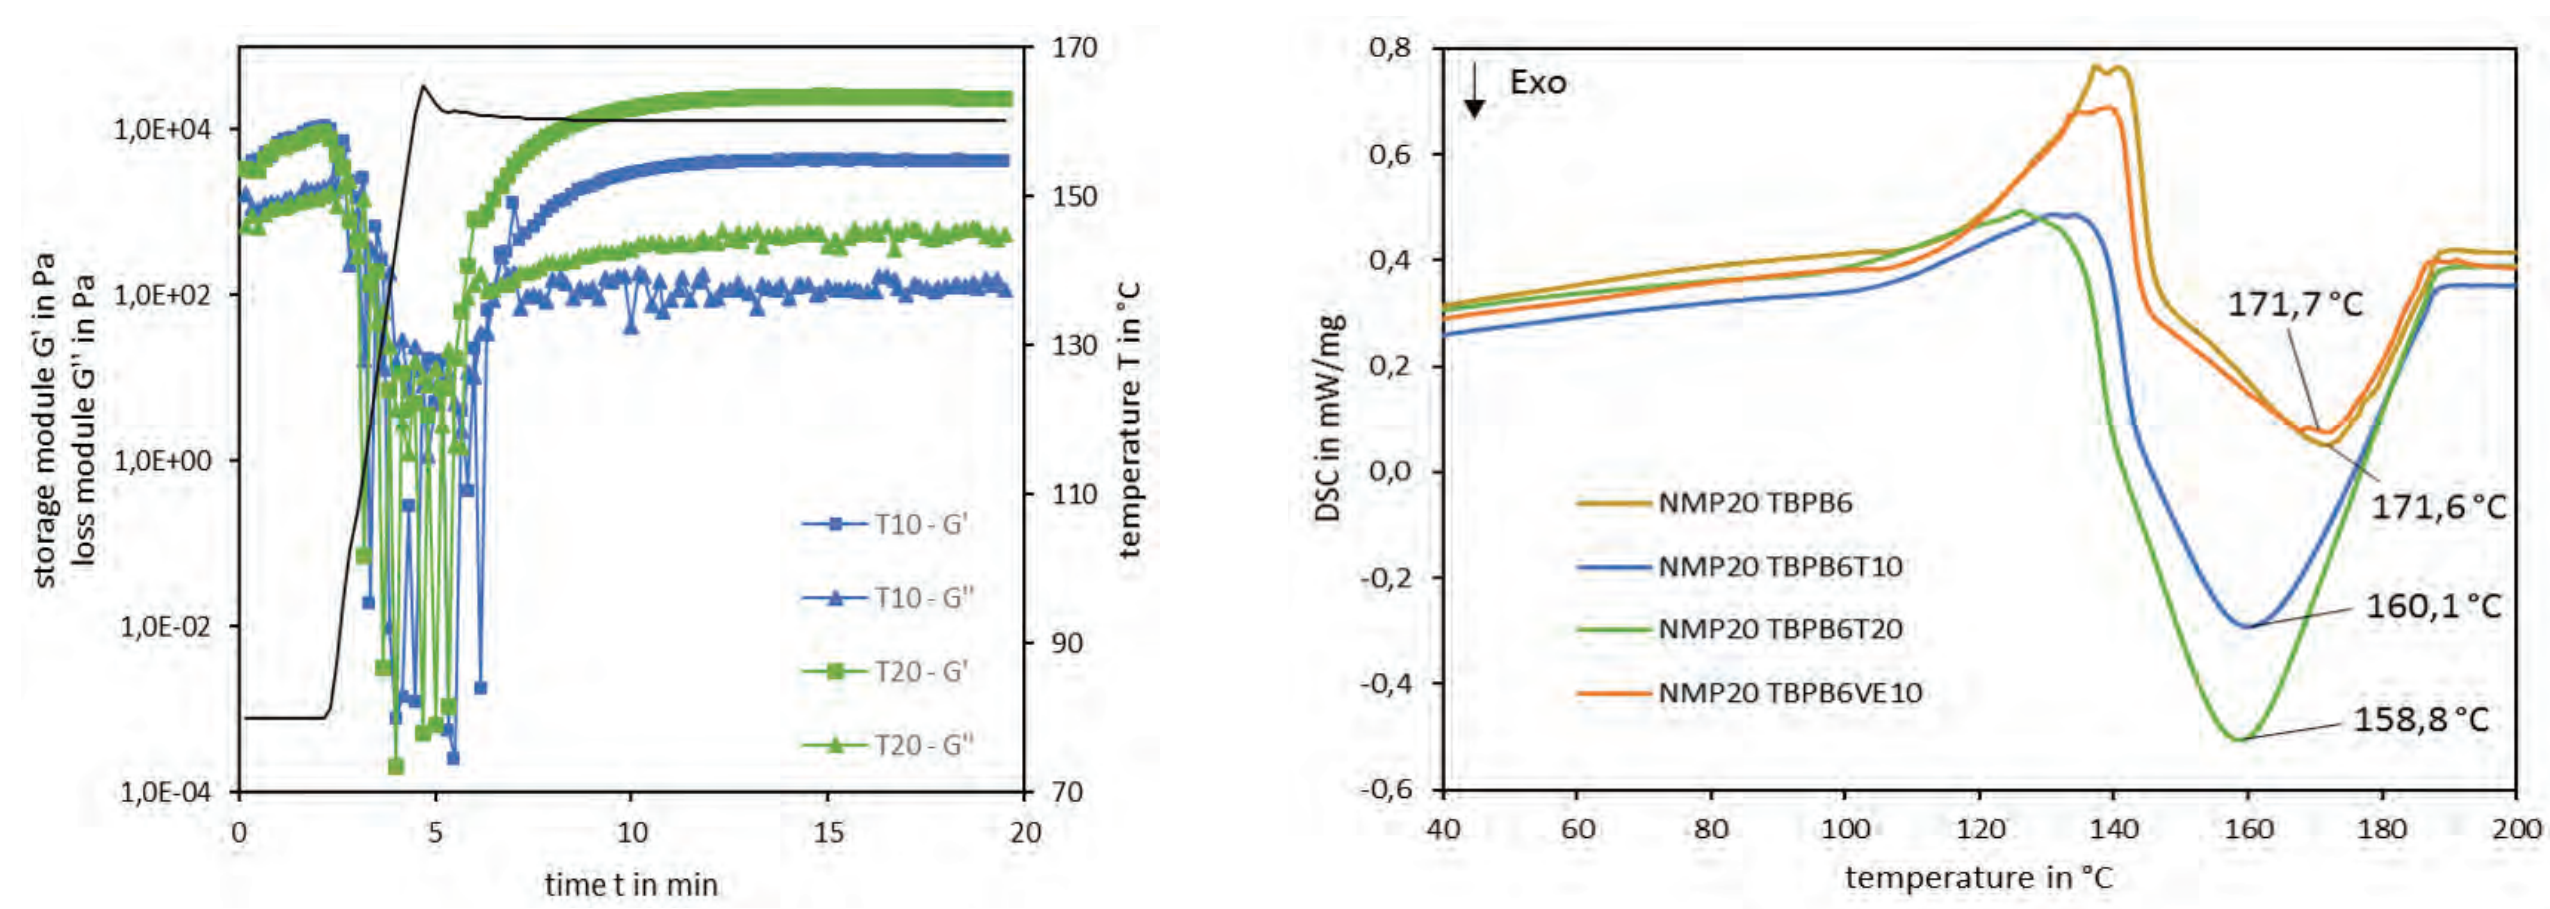 storage module G' in Pa
loss module G'' in Pa
1,0E+04
1,0E+02
1,0E+00
1,0E-02
1,0E-04
0
5
10
15
20
time t in min
170
150
130
110
90
70
temperature T in °C
T10 - G'
T10 - G''
T20 - G'
T20 - G''
DSC in mW/mg
0,8
0,6
0,4
0,2
0,0
-0,2
-0,4
-0,6
Exo
171,7 °C
171,6 °C
160,1 °C
158,8 °C
NMP20 TBPB6
NMP20 TBPB6T10
NMP20 TBPB6T20
NMP20 TBPB6VE10
40
60
80
100
120
140
160
180
200
temperature in °C